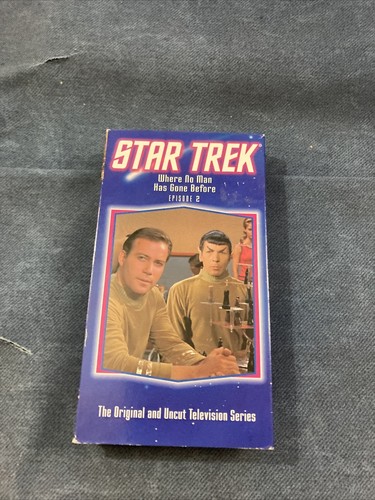 STAR TREK
Where No Man
Has Gone Before
EPISODE 2
The Original and Uncut Television Series